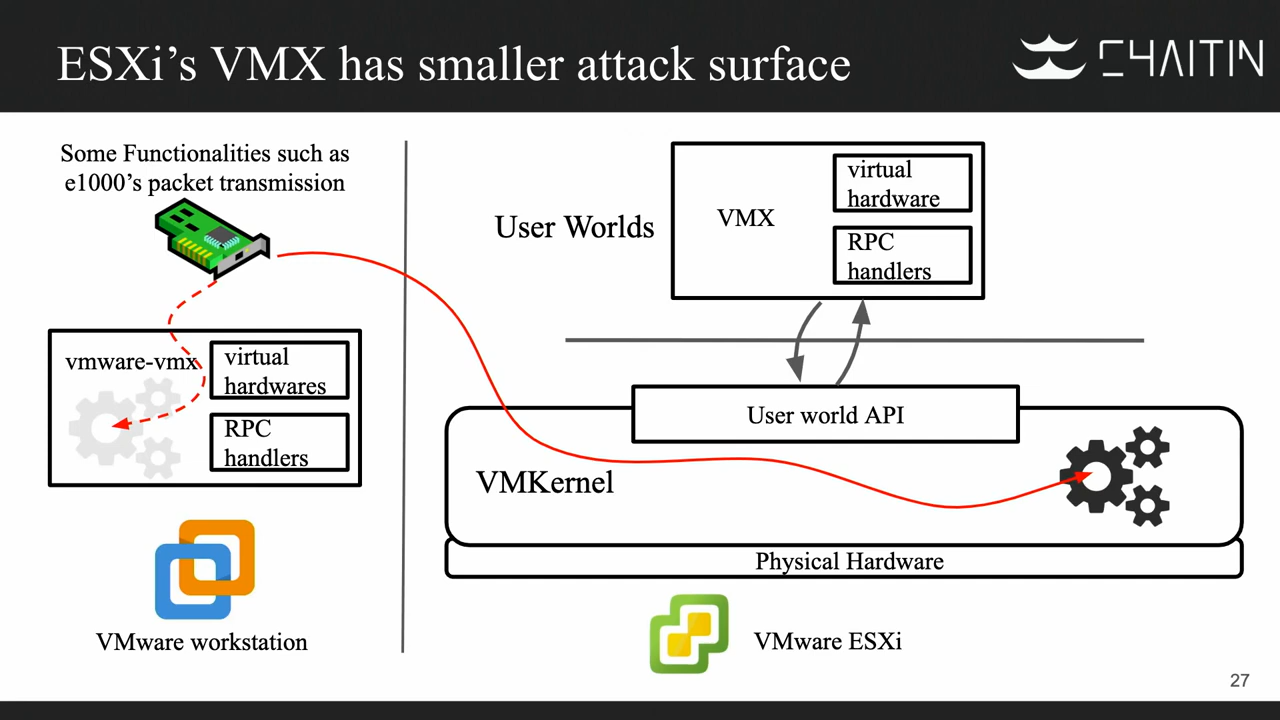 ESXi’s VMX has smaller attack surface
CHAITIN
Some Functionalities such as
e1000’s packet transmission
vmware-vmx
virtual
hardwares
RPC
handlers
VMware workstation
User Worlds
VMX
virtual
hardware
RPC
handlers
User world API
VMKernel
Physical Hardware
VMware ESXi
27